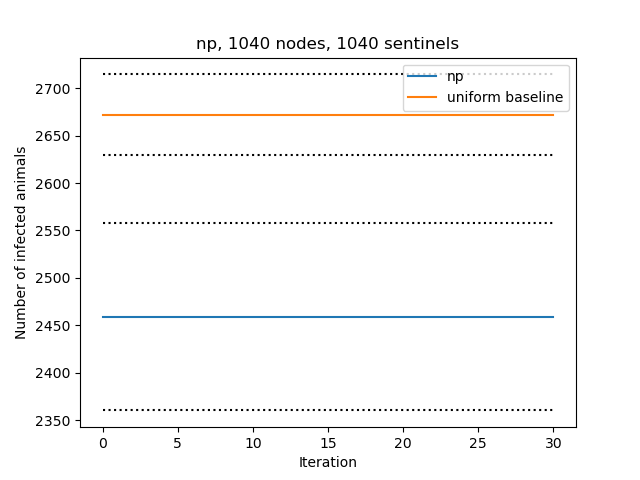 np, 1040 nodes, 1040 sentinels
np
uniform baseline
2700
2650
2600
2550
2500
2450
2400
2350
Number of infected animals
0 5 10 15 20 25 30
Iteration